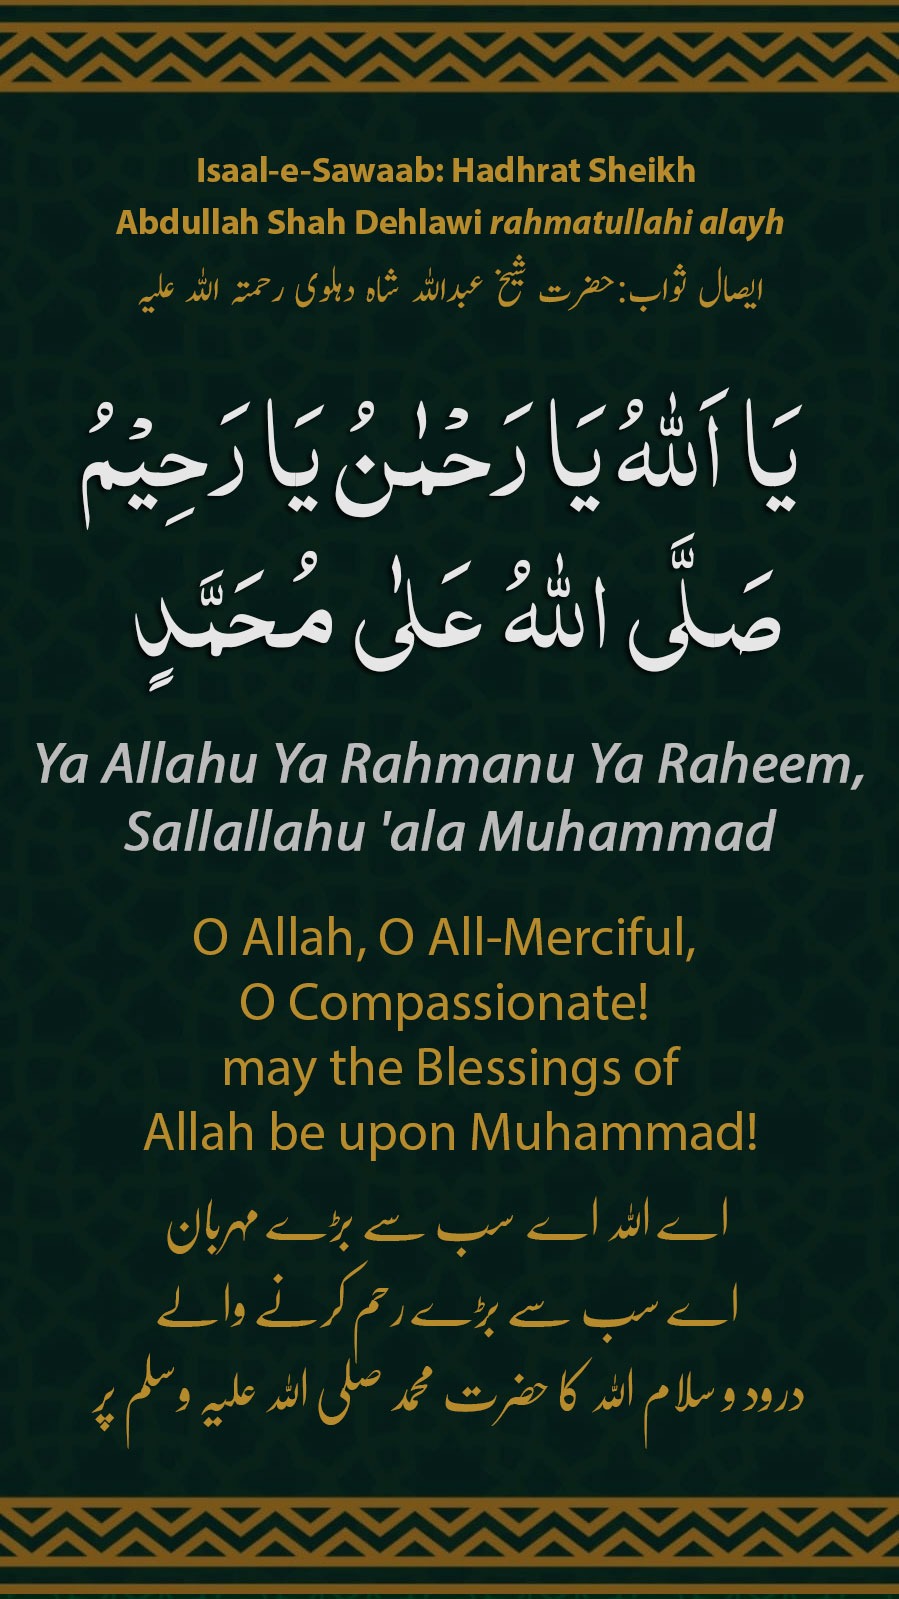 Isaal-e-Sawaab: Hadhrat Sheikh
Abdullah Shah Dehlawi rahmatullahi alayh
ایصال ثواب: حضرت شیخ عبداللہ شاہ دہلوی رحمتہ اللہ علیہ
يَا اَللّٰهُ يَا رَحْمٰنُ يَا رَحِيْمُ
صَلَّى اللّٰهُ عَلٰى مُحَمَّدٍ
Ya Allahu Ya Rahmanu Ya Raheem,
Sallallahu 'ala Muhammad
O Allah, O All-Merciful,
O Compassionate!
may the Blessings of
Allah be upon Muhammad!
اے اللہ اے سب سے بڑے مہربان
اے سب سے بڑے رحم کرنے والے
درود و سلام اللہ کا حضرت محمد صلی اللہ علیہ وسلم پر